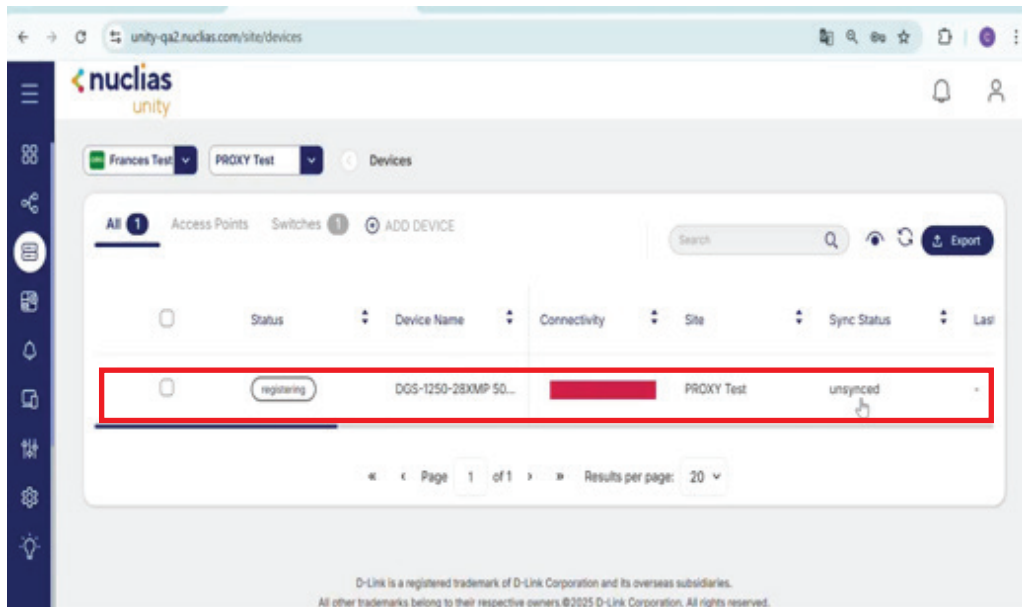 unity-qa2.nuclias.com/site/devices
nuclias
unity
Frances Test
PROXY Test
Devices
All 1
Access Points
Switches 1
ADD DEVICE
Search
Export
Status
Device Name
Connectivity
Site
Sync Status
Last
registering
DGS-1250-28XMP 50...
PROXY Test
unsynced
-
« ‹ Page 1 of 1 › » Results per page: 20
D-Link is a registered trademark of D-Link Corporation and its overseas subsidiaries.
All other trademarks belong to their respective owners.©2025 D-Link Corporation. All rights reserved.